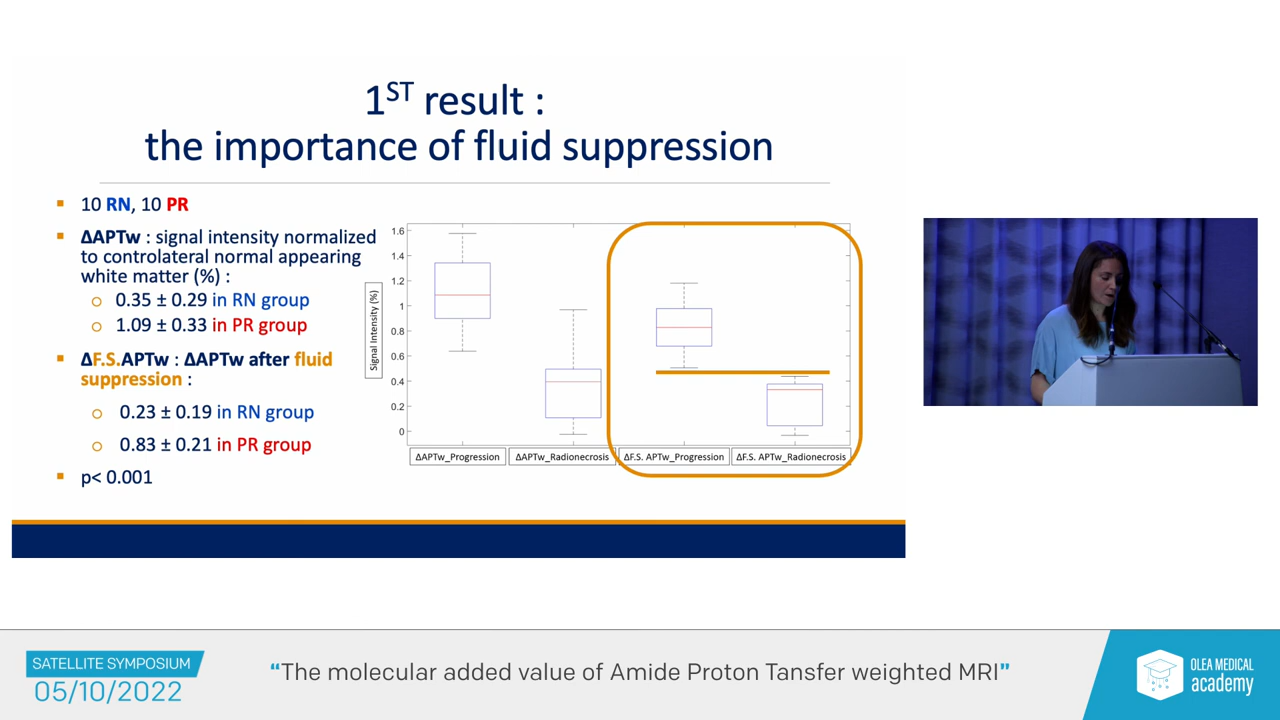 1ST result :
the importance of fluid suppression
▪ 10 RN, 10 PR
▪ ΔAPTw : signal intensity normalized
to controlateral normal appearing
white matter (%) :
o 0.35 ± 0.29 in RN group
o 1.09 ± 0.33 in PR group
▪ ΔF.S.APTw : ΔAPTw after fluid
suppression :
o 0.23 ± 0.19 in RN group
o 0.83 ± 0.21 in PR group
▪ p< 0.001
Signal Intensity (%)
1.6
1.4
1.2
1
0.8
0.6
0.4
0.2
0
ΔAPTw_Progression
ΔAPTw_Radionecrosis
ΔF.S. APTw_Progression
ΔF.S. APTw_Radionecrosis
SATELLITE SYMPOSIUM
05/10/2022
“The molecular added value of Amide Proton Tansfer weighted MRI”
OLEA MEDICAL
academy